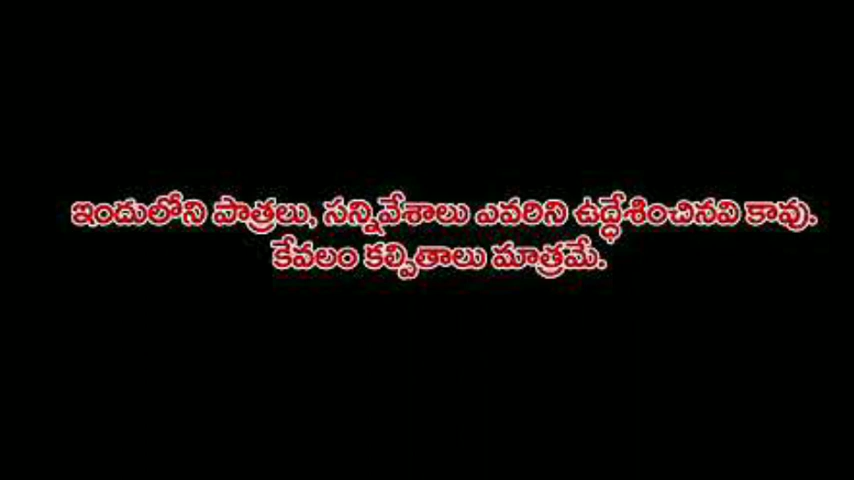 ఇందులోని పాత్రలు, సన్నివేశాలు ఎవరిని ఉద్ధేశించినవి కావు.
కేవలం కల్పితాలు మాత్రమే.